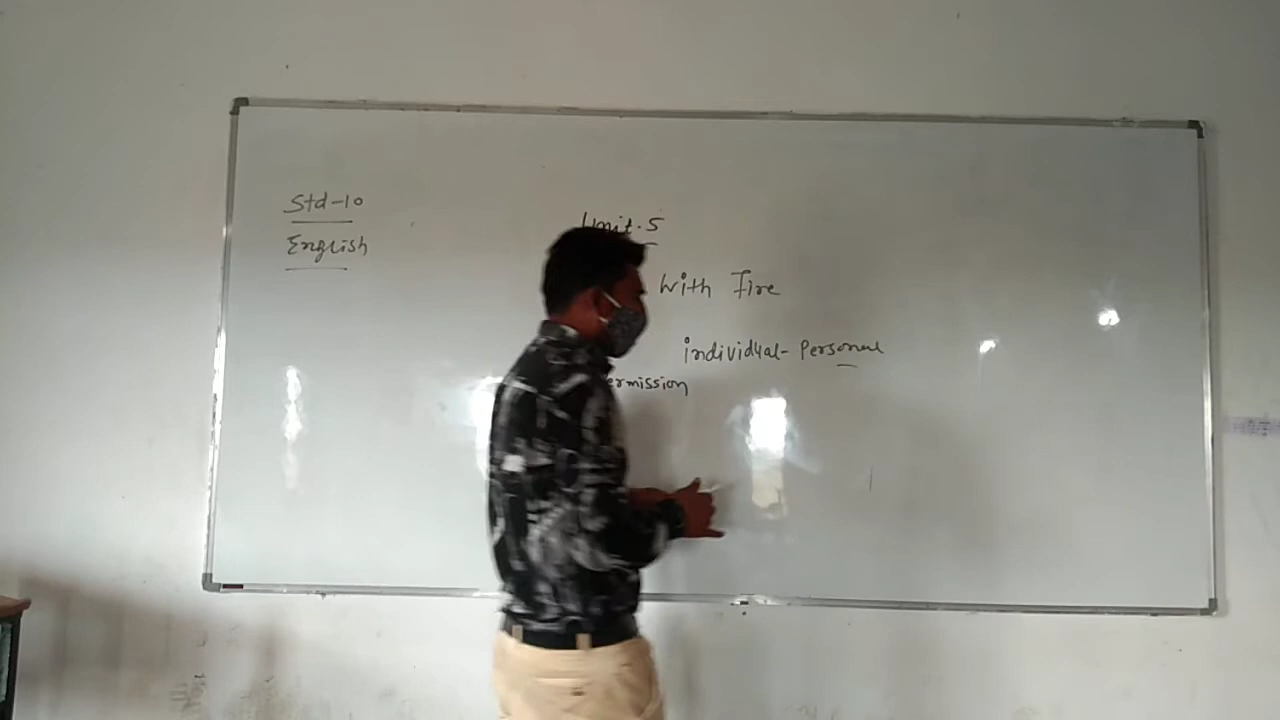 Std-10
English
Unit-5
With Fire
individual- Personal
ermission